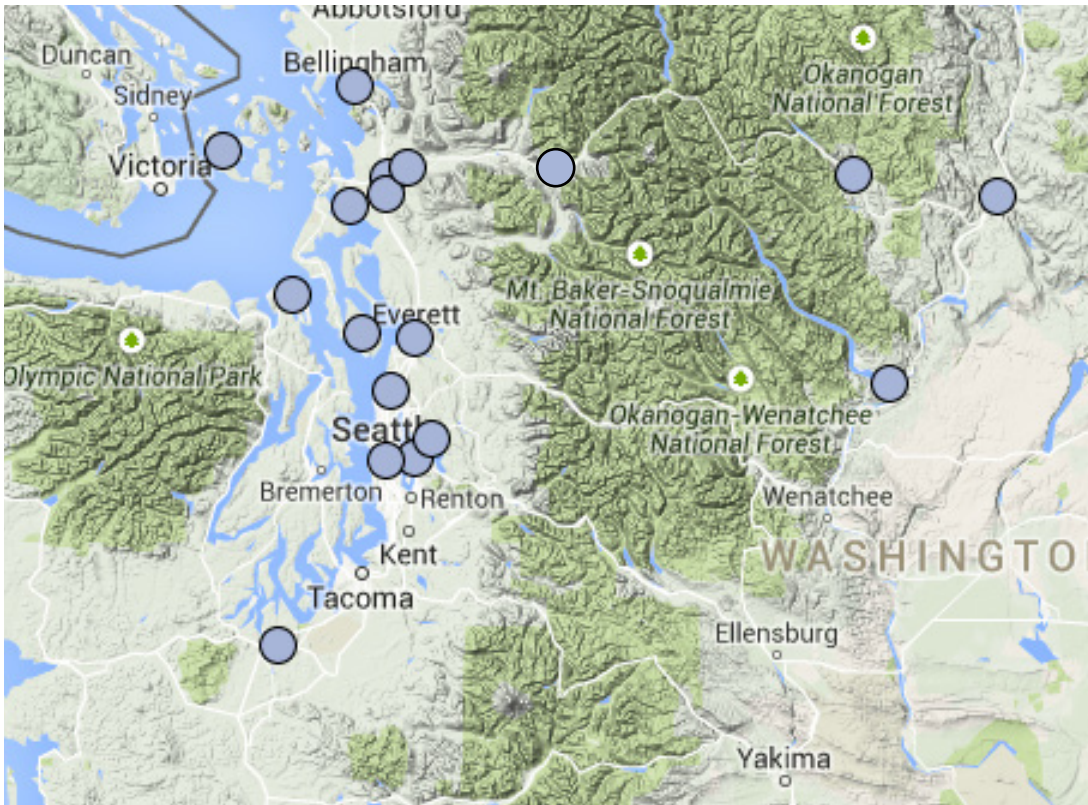 Abbotsford
Duncan
Bellingham
Okanogan
National Forest
Sidney
Victoria
Mt. Baker-Snoqualmie
National Forest
Everett
Olympic National Park
Okanogan-Wenatchee
National Forest
Seattl
Bremerton
Renton
Wenatchee
Kent
WASHINGTO
Tacoma
Ellensburg
Yakima